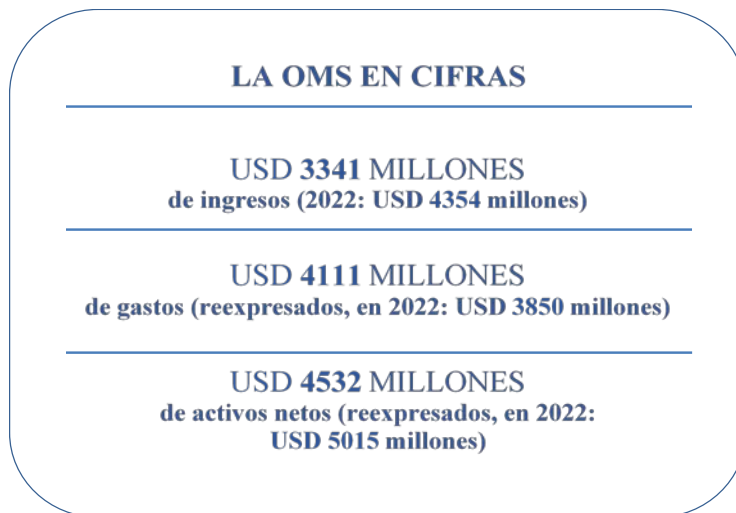 LA OMS EN CIFRAS
USD 3341 MILLONES
de ingresos (2022: USD 4354 millones)
USD 4111 MILLONES
de gastos (reexpresados, en 2022: USD 3850 millones)
USD 4532 MILLONES
de activos netos (reexpresados, en 2022:
USD 5015 millones)